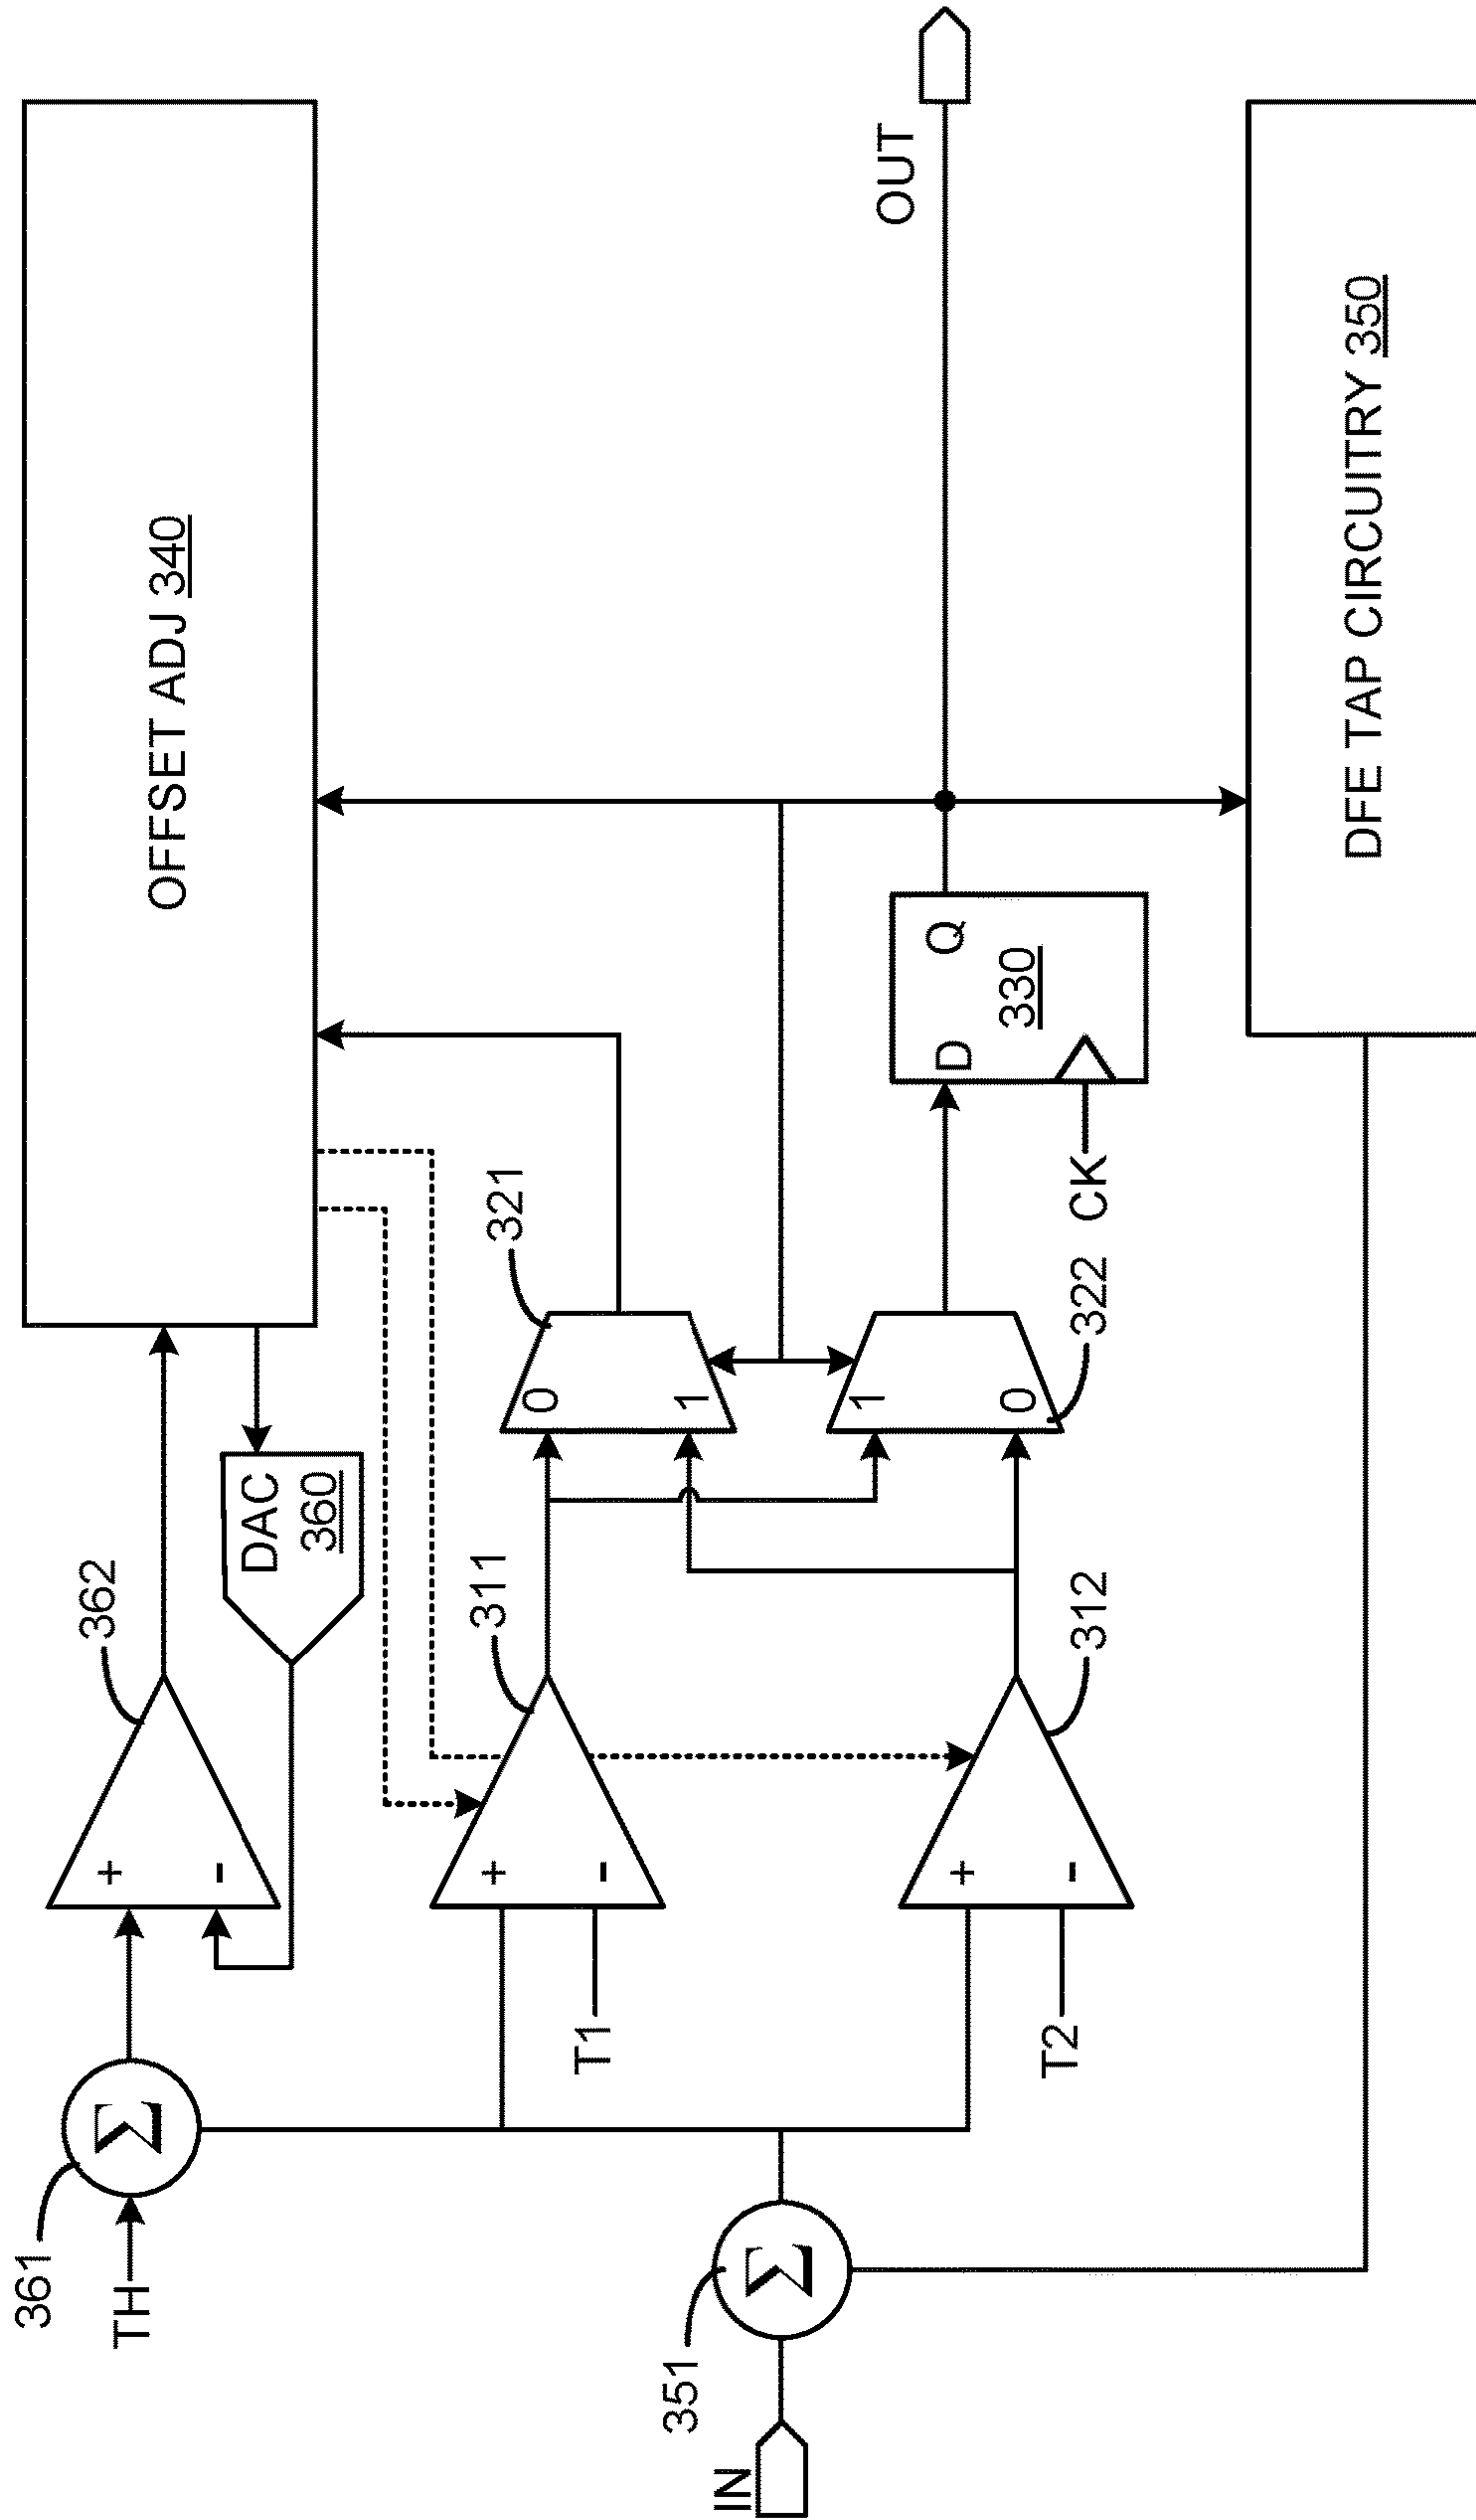 361
TH
Σ
+
-
362
DAC
360
OFFSET ADJ 340
T1
+
-
311
0
1
321
351
IN
Σ
T2
+
-
312
1
0
322
CK
D
Q
330
OUT
DFE TAP CIRCUITRY 350